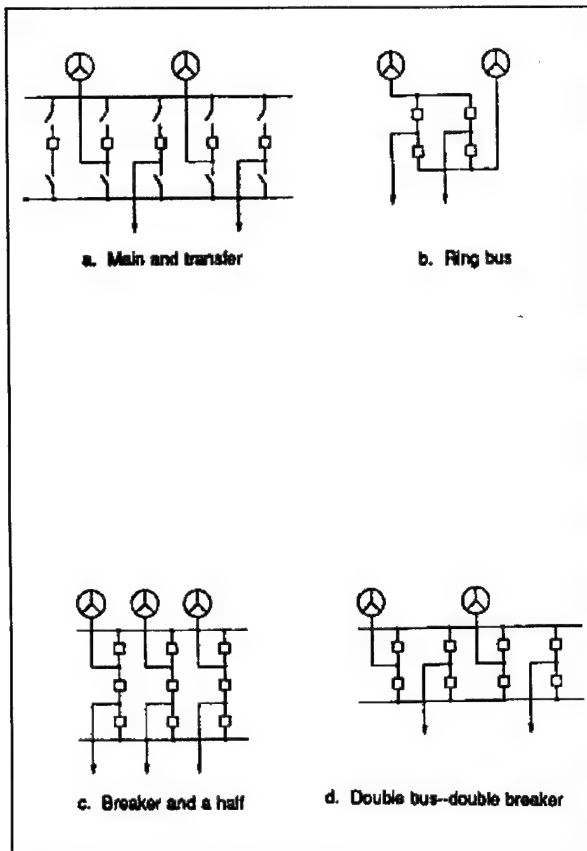 a. Main and transfer
b. Ring bus
c. Breaker and a half
d. Double bus--double breaker